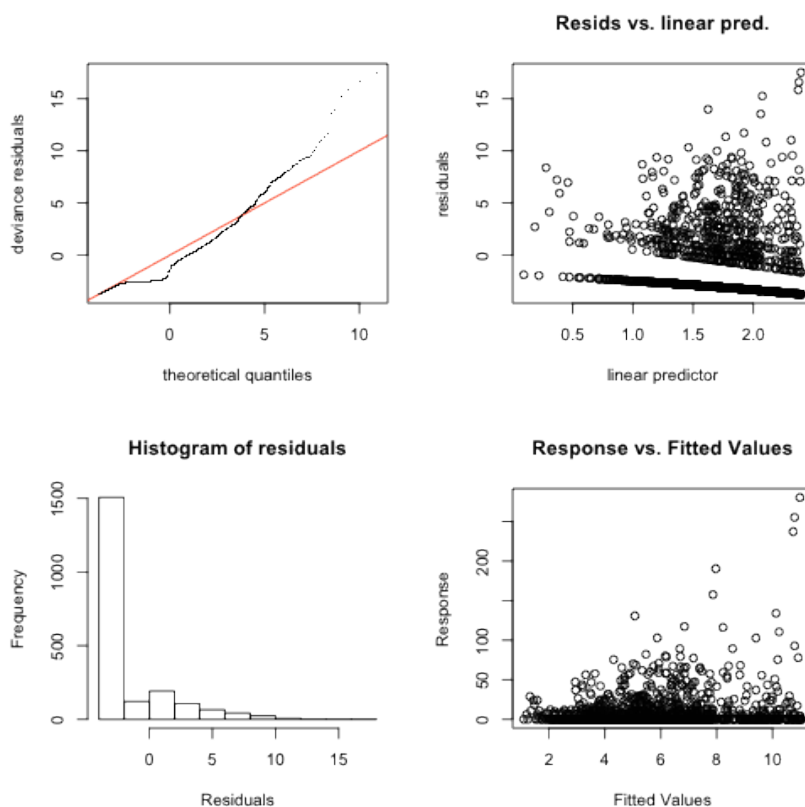 Resids vs. linear pred.
deviance residuals
15
10
5
0
0 5 10
theoretical quantiles
residuals
15
10
5
0
0.5 1.0 1.5 2.0
linear predictor
Histogram of residuals
Frequency
1500
500
0
0 5 10 15
Residuals
Response vs. Fitted Values
Response
200
100
50
0
2 4 6 8 10
Fitted Values